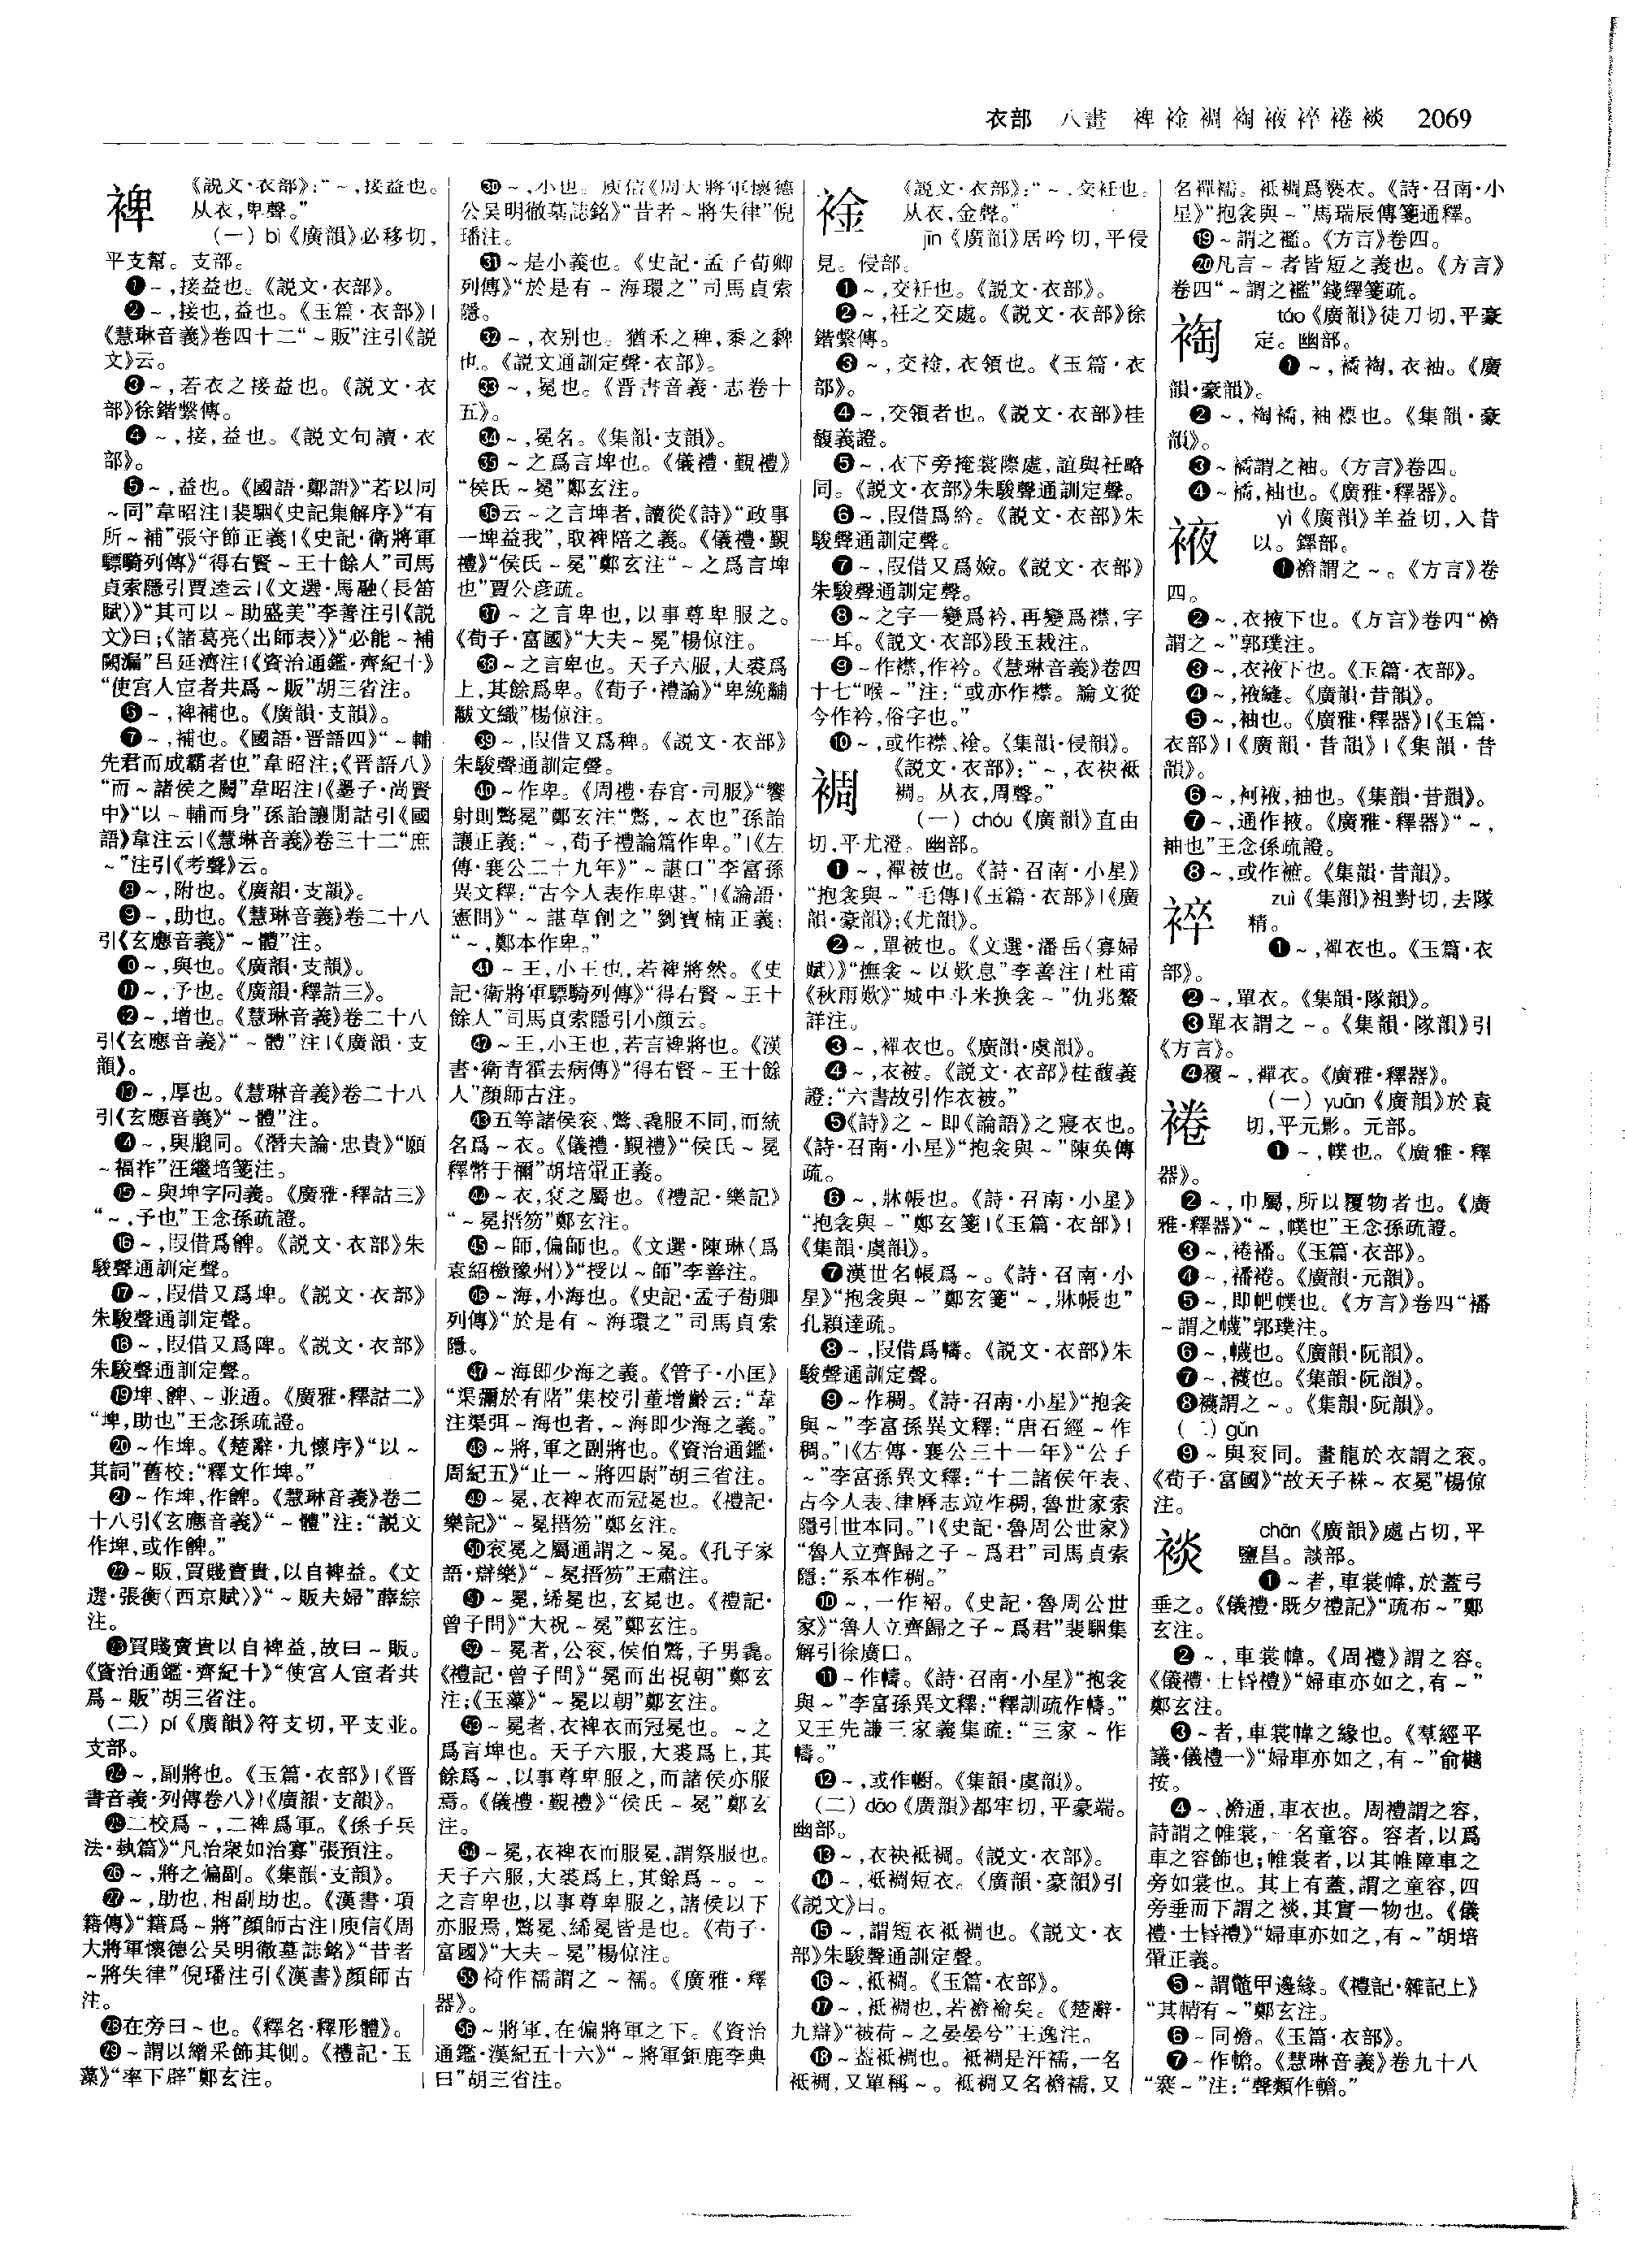 衣部 八畫 裨 裣 裯 裪 裓 裶 裷 裧 2069
裨
《説文·衣部》:“～,接益也。
从衣,卑聲。”
(一) bì《廣韻》必移切,
平支幫。支部。
❶～,接益也。《説文·衣部》。
❷～,接也,益也。《玉篇·衣部》|
《慧琳音義》卷四十二“～販”注引《説
文》云。
❸～,若衣之接益也。《説文·衣
部》徐鍇繫傳。
❹～,接,益也。《説文句讀·衣
部》。
❺～,益也。《國語·鄭語》“若以同
～同”韋昭注|裴駰《史記集解序》“有
所～補”張守節正義|《史記·衛將軍
驃騎列傳》“得右賢～王十餘人”司馬
貞索隱引賈逵云|《文選·馬融〈長笛
賦〉》“其可以～助盛美”李善注引《説
文》曰;《諸葛亮〈出師表〉》“必能～補
闕漏”吕延濟注|《資治通鑑·齊紀十》
“使宫人宦者共爲～販”胡三省注。
❻～,裨補也。《廣韻·支韻》。
❼～,補也。《國語·晉語四》“～輔
先君而成霸者也”韋昭注;《晉語八》
“而～諸侯之闕”韋昭注|《墨子·尚賢
中》“以～輔而身”孫詒讓閒詁引《國
語》韋注云|《慧琳音義》卷三十二“庶
～”注引《考聲》云。
❽～,附也。《廣韻·支韻》。
❾～,助也。《慧琳音義》卷二十八
引《玄應音義》“～體”注。
❿～,與也。《廣韻·支韻》。
⓫～,予也。《廣韻·釋詁三》。
⓬～,增也。《慧琳音義》卷二十八
引《玄應音義》“～體”注|《廣韻·支
韻》。
⓭～,厚也。《慧琳音義》卷二十八
引《玄應音義》“～體”注。
⓮～,與朇同。《潛夫論·忠貴》“願
～福祚”汪繼培箋注。
⓯～與埤字同義。《廣雅·釋詁三》
“～,予也”王念孫疏證。
⓰～,叚借爲髀。《説文·衣部》朱
駿聲通訓定聲。
⓱～,叚借又爲埤。《説文·衣部》
朱駿聲通訓定聲。
⓲～,叚借又爲陴。《説文·衣部》
朱駿聲通訓定聲。
⓳埤、朇、～並通。《廣雅·釋詁二》
“埤,助也”王念孫疏證。
⓴～作埤。《楚辭·九懷序》“以～
其詞”舊校:“釋文作埤。”
㉑～作埤,作朇。《慧琳音義》卷二
十八引《玄應音義》“～體”注:“説文
作埤,或作朇。”
㉒～販,買賤賣貴,以自裨益。《文
選·張衡〈西京賦〉》“～販夫婦”薛綜
注。
㉓買賤賣貴以自裨益,故曰～販。
《資治通鑑·齊紀十》“使宫人宦者共
爲～販”胡三省注。
(二) pí《廣韻》符支切,平支並。
支部。
㉔～,副將也。《玉篇·衣部》|《晉
書音義·列傳卷八》|《廣韻·支韻》。
㉕二校爲～,二裨爲軍。《孫子兵
法·埶篇》“凡治衆如治寡”張預注。
㉖～,將之偏副。《集韻·支韻》。
㉗～,助也,相副助也。《漢書·項
籍傳》“籍爲～將”顔師古注|庾信《周
大將軍懷德公吴明徹墓誌銘》“昔者
～將失律”倪璠注引《漢書》顔師古
注。
㉘在旁曰～也。《釋名·釋形體》。
㉙～謂以繒采飾其側。《禮記·玉
藻》“率下辟”鄭玄注。
㉚～,小也。庾信《周大將軍懷德
公吴明徹墓誌銘》“昔者～將失律”倪
璠注。
㉛～是小義也。《史記·孟子荀卿
列傳》“於是有～海環之”司馬貞索
隱。
㉜～,衣别也。猶禾之稗,黍之䅟
也。《説文通訓定聲·衣部》。
㉝～,冕也。《晉書音義·志卷十
五》。
㉞～,冕名。《集韻·支韻》。
㉟～之爲言埤也。《儀禮·覲禮》
“侯氏～冕”鄭玄注。
㊱云～之言埤者,讀從《詩》“政事
一埤益我”,取裨陪之義。《儀禮·覲
禮》“侯氏～冕”鄭玄注“～之爲言埤
也”賈公彦疏。
㊲～之言卑也,以事尊卑服之。
《荀子·富國》“大夫～冕”楊倞注。
㊳～之言卑也。天子六服,大裘爲
上,其餘爲卑。《荀子·禮論》“卑絻黼
黻文織”楊倞注。
㊴～,叚借又爲稗。《説文·衣部》
朱駿聲通訓定聲。
㊵～作卑。《周禮·春官·司服》“饗
射則鷩冕”鄭玄注“鷩,～衣也”孫詒
讓正義:“～,荀子禮論篇作卑。”|《左
傳·襄公二十九年》“～諶口”李富孫
異文釋:“古今人表作卑湛。”|《論語·
憲問》“～諶草創之”劉寶楠正義:
“～,鄭本作卑。”
㊶～王,小王也,若裨將然。《史
記·衛將軍驃騎列傳》“得右賢～王十
餘人”司馬貞索隱引小顔云。
㊷～王,小王也,若言裨將也。《漢
書·衛青霍去病傳》“得右賢～王十餘
人”顔師古注。
㊸五等諸侯衮、鷩、毳服不同,而統
名爲～衣。《儀禮·覲禮》“侯氏～冕
釋幣于禰”胡培翬正義。
㊹～衣,衮之屬也。《禮記·樂記》
“～冕搢笏”鄭玄注。
㊺～師,偏師也。《文選·陳琳〈爲
袁紹檄豫州〉》“授以～師”李善注。
㊻～海,小海也。《史記·孟子荀卿
列傳》“於是有～海環之”司馬貞索
隱。
㊼～海即少海之義。《管子·小匡》
“渠彌於有陼”集校引董增齡云:“韋
注渠弭～海也者,～海即少海之義。”
㊽～將,軍之副將也。《資治通鑑·
周紀五》“止一～將四尉”胡三省注。
㊾～冕,衣裨衣而冠冕也。《禮記·
樂記》“～冕搢笏”鄭玄注。
㊿衮冕之屬通謂之～冕。《孔子家
語·辯樂》“～冕搢笏”王肅注。
51～冕,絺冕也,玄冕也。《禮記·
曾子問》“大祝～冕”鄭玄注。
52～冕者,公衮,侯伯鷩,子男毳。
《禮記·曾子問》“冕而出視朝”鄭玄
注;《玉藻》“～冕以朝”鄭玄注。
53～冕者,衣裨衣而冠冕也。～之
爲言埤也。天子六服,大裘爲上,其
餘爲～,以事尊卑服之,而諸侯亦服
焉。《儀禮·覲禮》“侯氏～冕”鄭玄
注。
54～冕,衣裨衣而服冕,謂祭服也。
天子六服,大裘爲上,其餘爲～。～
之言卑也,以事尊卑服之,諸侯以下
亦服焉,鷩冕、絺冕皆是也。《荀子·
富國》“大夫～冕”楊倞注。
55裿作襦謂之～襦。《廣雅·釋
器》。
56～將軍,在偏將軍之下。《資治
通鑑·漢紀五十六》“～將軍鉅鹿李典
曰”胡三省注。
裣
《説文·衣部》:“～,交衽也。
从衣,金聲。”
jīn《廣韻》居吟切,平侵
見。侵部。
❶～,交衽也。《説文·衣部》。
❷～,衽之交處。《説文·衣部》徐
鍇繫傳。
❸～,交裣,衣領也。《玉篇·衣
部》。
❹～,交領者也。《説文·衣部》桂
馥義證。
❺～,衣下旁掩裳際處,誼與衽略
同。《説文·衣部》朱駿聲通訓定聲。
❻～,叚借爲紟。《説文·衣部》朱
駿聲通訓定聲。
❼～,叚借又爲嬐。《説文·衣部》
朱駿聲通訓定聲。
❽～之字一變爲衿,再變爲襟,字
一耳。《説文·衣部》段玉裁注。
❾～作襟,作衿。《慧琳音義》卷四
十七“喉～”注:“或亦作襟。論文從
今作衿,俗字也。”
❿～,或作襟、捡。《集韻·侵韻》。
裯
《説文·衣部》:“～,衣袂袛
裯。从衣,周聲。”
(一) chóu《廣韻》直由
切,平尤澄。幽部。
❶～,襌被也。《詩·召南·小星》
“抱衾與～”毛傳|《玉篇·衣部》|《廣
韻·豪韻》;《尤韻》。
❷～,單被也。《文選·潘岳〈寡婦
賦〉》“撫衾～以歎息”李善注|杜甫
《秋雨歎》“城中斗米换衾～”仇兆鰲
詳注。
❸～,襌衣也。《廣韻·虞韻》。
❹～,衣被。《説文·衣部》桂馥義
證:“六書故引作衣被。”
❺《詩》之～即《論語》之寢衣也。
《詩·召南·小星》“抱衾與～”陳奂傳
疏。
❻～,牀帳也。《詩·召南·小星》
“抱衾與～”鄭玄箋|《玉篇·衣部》|
《集韻·虞韻》。
❼漢世名帳爲～。《詩·召南·小
星》“抱衾與～”鄭玄箋“～,牀帳也”
孔穎達疏。
❽～,叚借爲幬。《説文·衣部》朱
駿聲通訓定聲。
❾～作稠。《詩·召南·小星》“抱衾
與～”李富孫異文釋:“唐石經～作
稠。”|《左傳·襄公三十一年》“公子
～”李富孫異文釋:“十二諸侯年表、
古今人表、律曆志竝作稠,魯世家索
隱引世本同。”|《史記·魯周公世家》
“魯人立齊歸之子～爲君”司馬貞索
隱:“系本作稠。”
❿～,一作袑。《史記·魯周公世
家》“魯人立齊歸之子～爲君”裴駰集
解引徐廣曰。
⓫～作幬。《詩·召南·小星》“抱衾
與～”李富孫異文釋:“釋訓疏作幬。”
又王先謙三家義集疏:“三家～作
幬。”
⓬～,或作㡡。《集韻·虞韻》。
(二) dāo《廣韻》都牢切,平豪端。
幽部。
⓭～,衣袂袛裯。《説文·衣部》。
⓮～,袛裯短衣。《廣韻·豪韻》引
《説文》曰。
⓯～,謂短衣袛裯也。《説文·衣
部》朱駿聲通訓定聲。
⓰～,袛裯。《玉篇·衣部》。
⓱～,袛裯也,若襜褕矣。《楚辭·
九辯》“被荷～之晏晏兮”王逸注。
⓲～蓋袛裯也。袛裯是汗襦,一名
袛裯,又單稱～。袛裯又名襜襦,又
名襌襦。袛裯爲褻衣。《詩·召南·小
星》“抱衾與～”馬瑞辰傳箋通釋。
⓳～謂之襤。《方言》卷四。
⓴凡言～者皆短之義也。《方言》
卷四“～謂之襤”錢繹箋疏。
裪
táo《廣韻》徒刀切,平豪
定。幽部。
❶～,䘿裪,衣袖。《廣
韻·豪韻》。
❷～,裪䘿,袖褾也。《集韻·豪
韻》。
❸～䘿謂之袖。《方言》卷四。
❹～䘿,袖也。《廣雅·釋器》。
裓
yì《廣韻》羊益切,入昔
以。鐸部。
❶襜謂之～。《方言》卷
四。
❷～,衣掖下也。《方言》卷四“襜
謂之～”郭璞注。
❸～,衣被下也。《玉篇·衣部》。
❹～,被縫。《廣韻·昔韻》。
❺～,袖也。《廣雅·釋器》|《玉篇·
衣部》|《廣韻·昔韻》|《集韻·昔
韻》。
❻～,袔㳑,袖也。《集韻·昔韻》。
❼～,通作掖。《廣雅·釋器》“～,
袖也”王念孫疏證。
❽～,或作䙃。《集韻·昔韻》。
䘹
zuì《集韻》祖對切,去隊
精。
❶～,襌衣也。《玉篇·衣
部》。
❷～,單衣。《集韻·隊韻》。
❸單衣謂之～。《集韻·隊韻》引
《方言》。
❹覆～,襌衣。《廣雅·釋器》。
裷
(一) yuān《廣韻》於袁
切,平元影。元部。
❶～,幞也。《廣雅·釋
器》。
❷～,巾屬,所以覆物者也。《廣
雅·釋器》“～,幞也”王念孫疏證。
❸～,裷襎。《玉篇·衣部》。
❹～,襎裷。《廣韻·元韻》。
❺～,即帊幞也。《方言》卷四“襎
～謂之幭”郭璞注。
❻～,幭也。《廣韻·阮韻》。
❼～,襪也。《集韻·阮韻》。
❽襪謂之～。《集韻·阮韻》。
(二) gǔn
❾～與衮同。畫龍於衣謂之衮。
《荀子·富國》“故天子袾～衣冕”楊倞
注。
裧
chān《廣韻》處占切,平
鹽昌。談部。
❶～者,車裳幃,於蓋弓
垂之。《儀禮·既夕禮記》“疏布～”鄭
玄注。
❷～,車裳幃。《周禮》謂之容。
《儀禮·士昏禮》“婦車亦如之,有～”
鄭玄注。
❸～者,車裳幃之緣也。《羣經平
議·儀禮一》“婦車亦如之,有～”俞樾
按。
❹～、襜通,車衣也。周禮謂之容,
詩謂之帷裳,一名童容。容者,以爲
車之容飾也;帷裳者,以其帷障車之
旁如裳也。其上有蓋,謂之童容,四
旁垂而下謂之裧,其實一物也。《儀
禮·士昏禮》“婦車亦如之,有～”胡培
翬正義。
❺～謂鼈甲邊緣。《禮記·雜記上》
“其輤有～”鄭玄注。
❻～同襜。《玉篇·衣部》。
❼～作幨。《慧琳音義》卷九十八
“褰～”注:“聲類作幨。”